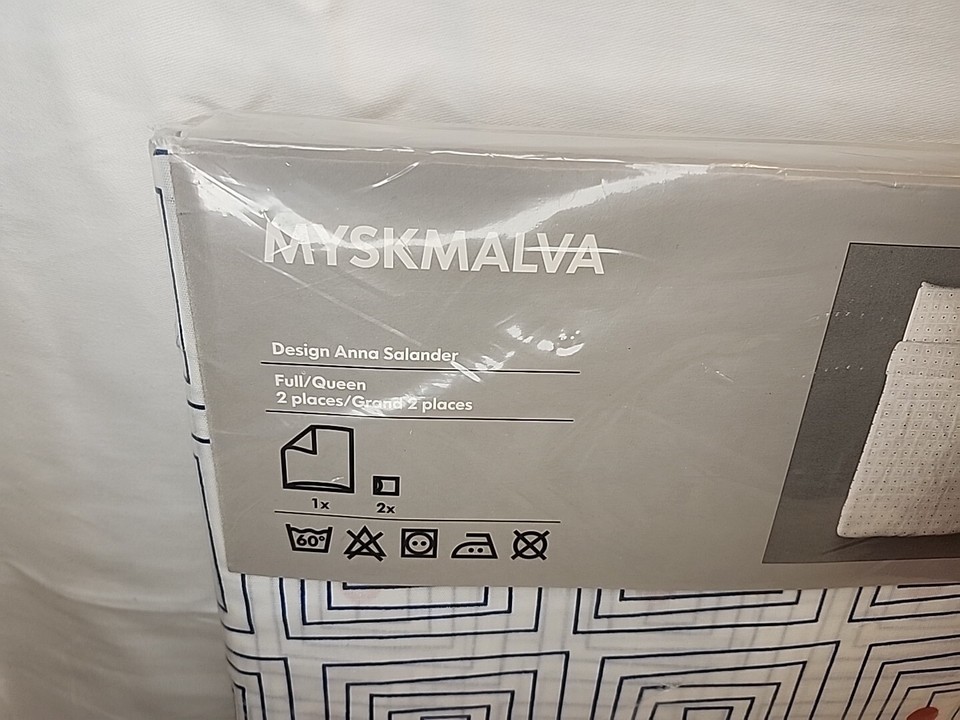 MYSKMALVA
Design Anna Salander
Full/Queen
2 places/Grand 2 places
1x 2x
60°